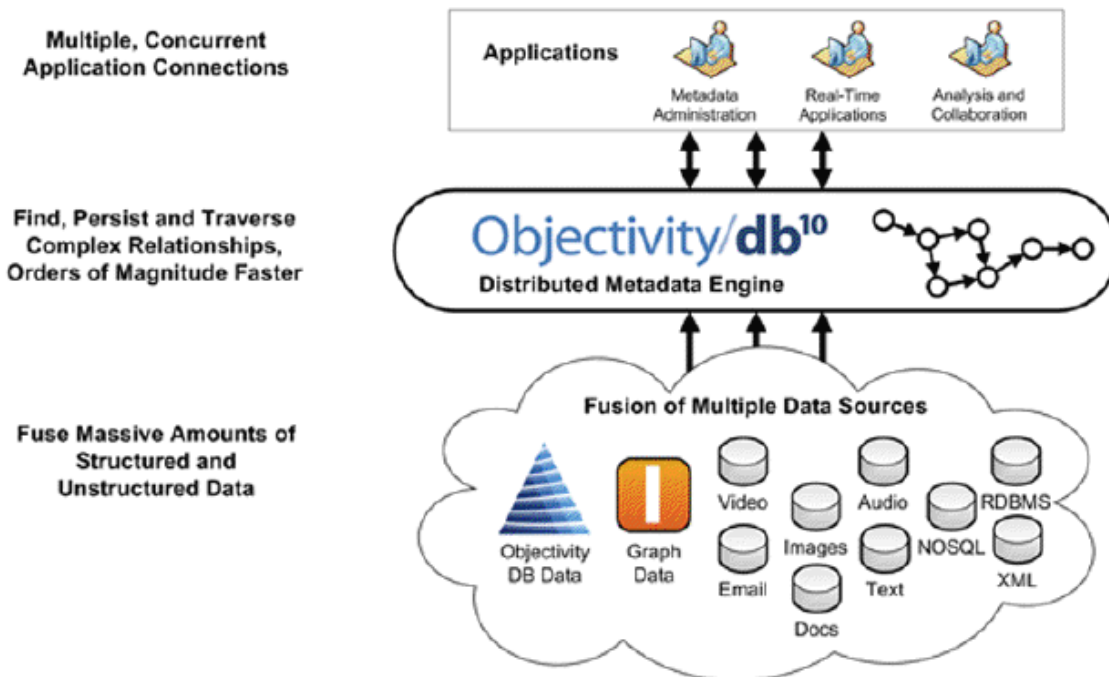 Multiple, Concurrent
Application Connections
Applications
Metadata
Administration
Real-Time
Applications
Analysis and
Collaboration
Find, Persist and Traverse
Complex Relationships,
Orders of Magnitude Faster
Objectivity/db10
Distributed Metadata Engine
Fuse Massive Amounts of
Structured and
Unstructured Data
Fusion of Multiple Data Sources
Objectivity
DB Data
Graph
Data
Video
Audio
RDBMS
Images
NOSQL
Email
Text
XML
Docs